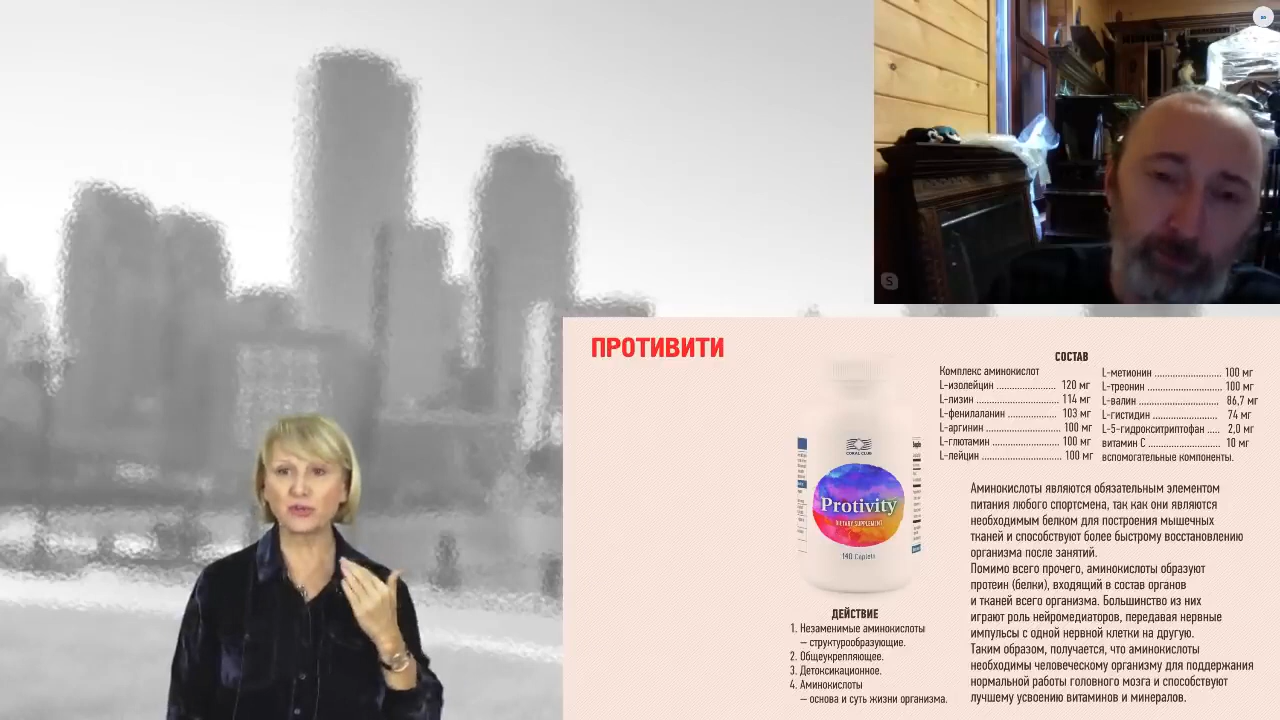 ПРОТИВИТИ
СОСТАВ
Комплекс аминокислот
L-изолейцин ..................... 120 мг
L-лизин ............................. 114 мг
L-фенилаланин .................. 103 мг
L-аргинин .......................... 100 мг
L-глютамин ........................ 100 мг
L-лейцин ............................ 100 мг
L-метионин ........................ 100 мг
L-треонин .......................... 100 мг
L-валин ............................. 86,7 мг
L-гистидин ........................ 74 мг
L-5-гидрокситриптофан ..... 2,0 мг
витамин С .......................... 10 мг
вспомогательные компоненты.
CORAL CLUB
Protivity
DIETARY SUPPLEMENT
140 Caplets
Аминокислоты являются обязательным элементом
питания любого спортсмена, так как они являются
необходимым белком для построения мышечных
тканей и способствуют более быстрому восстановлению
организма после занятий.
Помимо всего прочего, аминокислоты образуют
протеин (белки), входящий в состав органов
и тканей всего организма. Большинство из них
играют роль нейромедиаторов, передавая нервные
импульсы с одной нервной клетки на другую.
Таким образом, получается, что аминокислоты
необходимы человеческому организму для поддержания
нормальной работы головного мозга и способствуют
лучшему усвоению витаминов и минералов.
ДЕЙСТВИЕ
1. Незаменимые аминокислоты
– структурообразующие.
2. Общеукрепляющее.
3. Детоксикационное.
4. Аминокислоты
– основа и суть жизни организма.